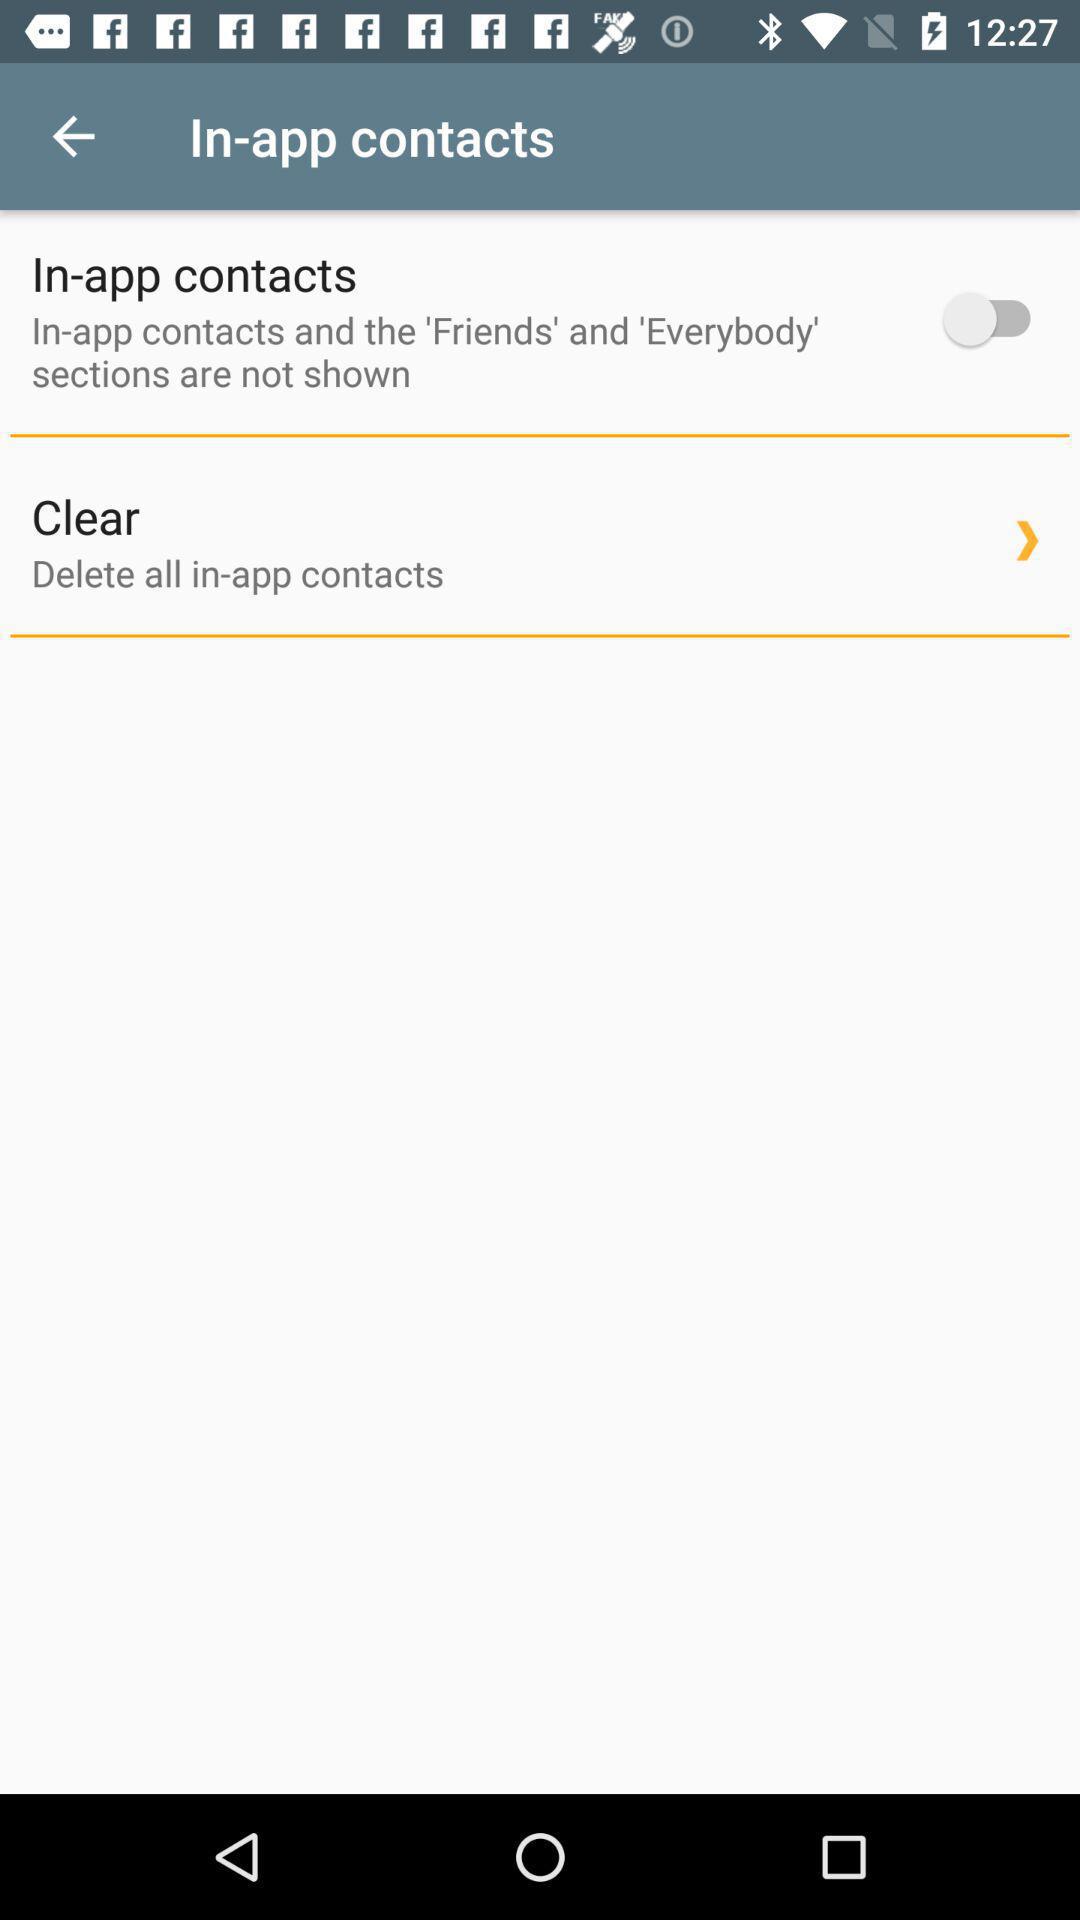 FAKE
12:27
In-app contacts
In-app contacts
In-app contacts and the 'Friends' and 'Everybody'
sections are not shown
Clear
Delete all in-app contacts